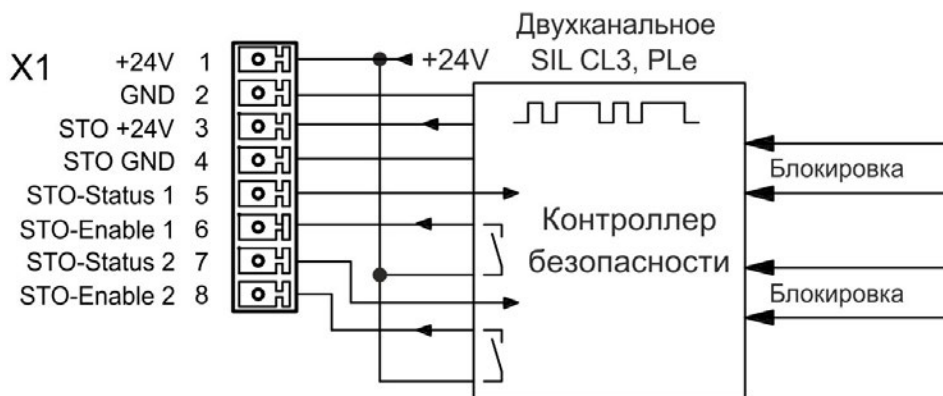 X1
+24V 1
GND 2
STO +24V 3
STO GND 4
STO-Status 1 5
STO-Enable 1 6
STO-Status 2 7
STO-Enable 2 8
+24V
Двухканальное
SIL CL3, PLe
Контроллер
безопасности
Блокировка
Блокировка